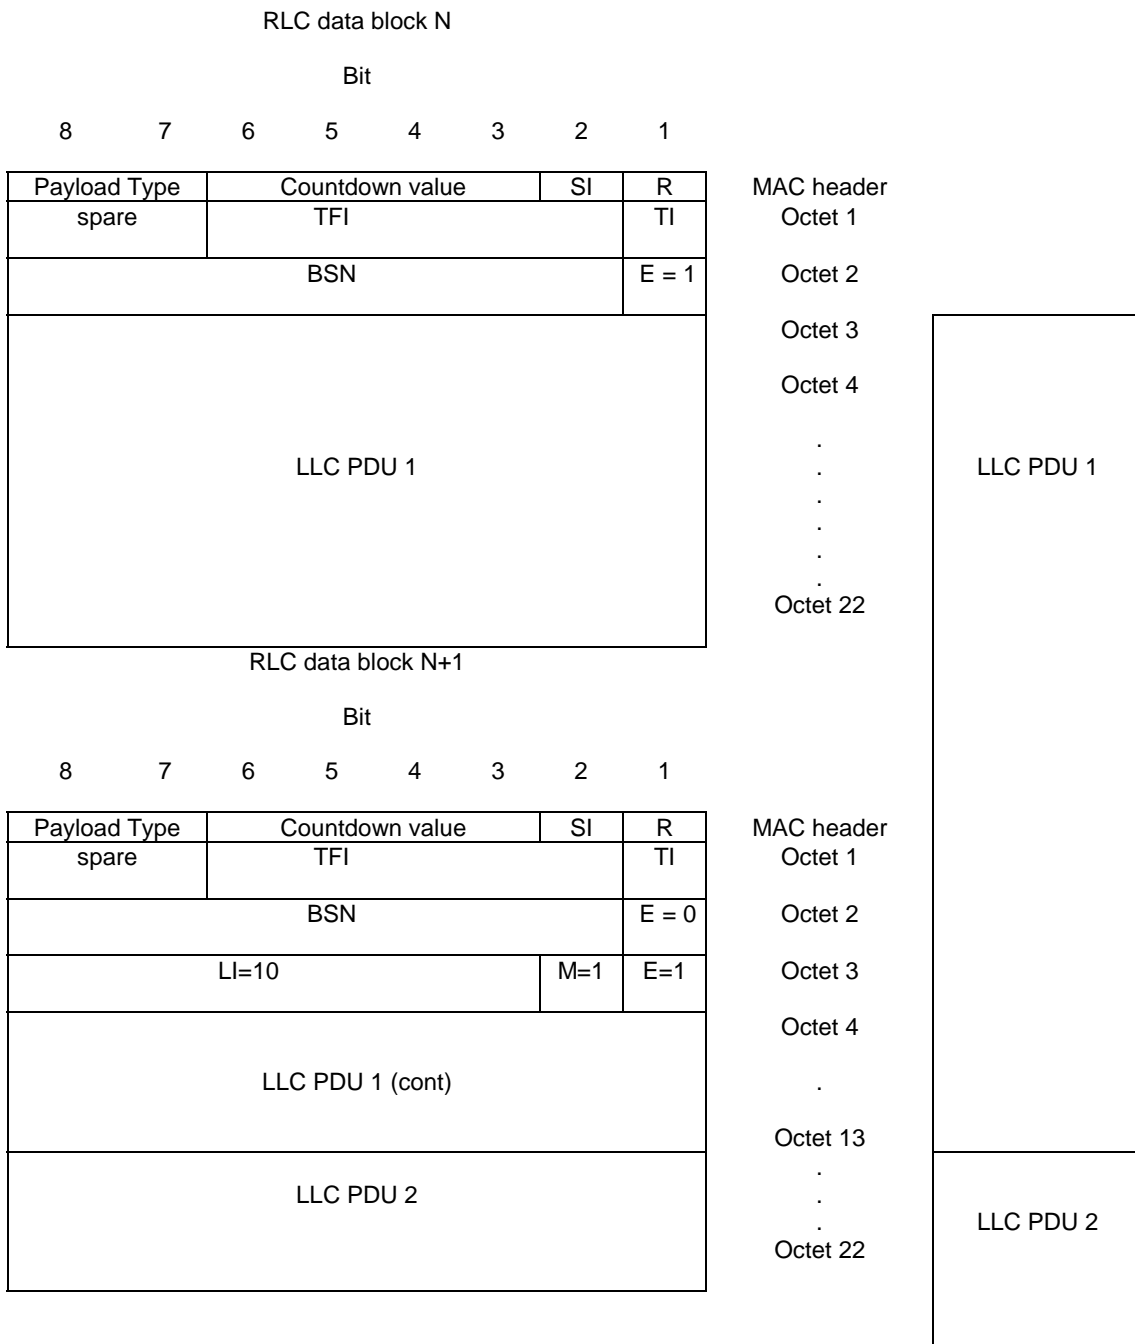 RLC data block N
Bit
8 7 6 5 4 3 2 1
Payload Type Countdown value SI R MAC header
spare TFI TI Octet 1
BSN E = 1 Octet 2
Octet 3
Octet 4
.
LLC PDU 1 . LLC PDU 1
.
.
.
.
Octet 22
RLC data block N+1
Bit
8 7 6 5 4 3 2 1
Payload Type Countdown value SI R MAC header
spare TFI TI Octet 1
BSN E = 0 Octet 2
LI=10 M=1 E=1 Octet 3
Octet 4
LLC PDU 1 (cont) .
Octet 13
.
LLC PDU 2 .
. LLC PDU 2
Octet 22